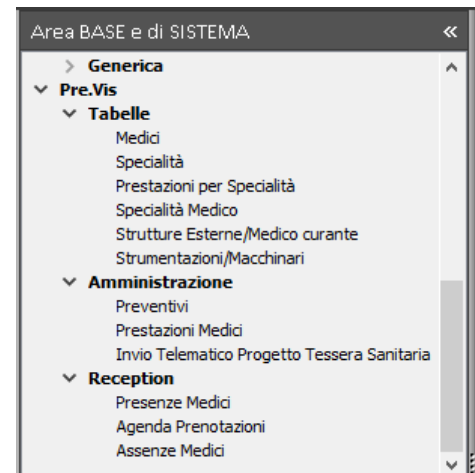 Area BASE e di SISTEMA «
Generica
Pre.Vis
Tabelle
Medici
Specialità
Prestazioni per Specialità
Specialità Medico
Strutture Esterne/Medico curante
Strumentazioni/Macchinari
Amministrazione
Preventivi
Prestazioni Medici
Invio Telematico Progetto Tessera Sanitaria
Reception
Presenze Medici
Agenda Prenotazioni
Assenze Medici